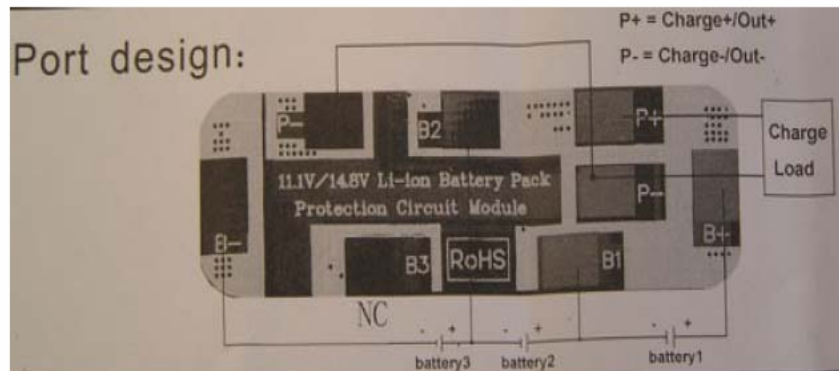 P+ = Charge+/Out+
Port design:
P- = Charge-/Out-
P-
B2
P+
Charge
Load
11.1V/14.8V Li-ion Battery Pack
Protection Circuit Module
P-
B-
B+
B3
RoHS
B1
NC
- +
- +
- +
battery3
battery2
battery1